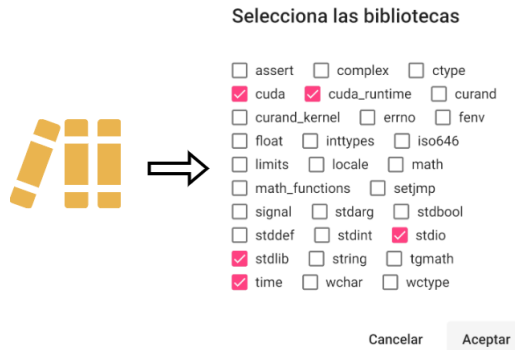 Selecciona las bibliotecas
assert complex ctype
cuda cuda_runtime curand
curand_kernel errno fenv
float inttypes iso646
limits locale math
math_functions setjmp
signal stdarg stdbool
stddef stdint stdio
stdlib string tgmath
time wchar wctype
Cancelar Aceptar